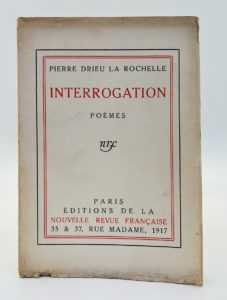 PIERRE DRIEU LA ROCHELLE
INTERROGATION
POÈMES
nrf
PARIS
ÉDITIONS DE LA
NOUVELLE REVUE FRANÇAISE
35 & 37, RUE MADAME, 1917